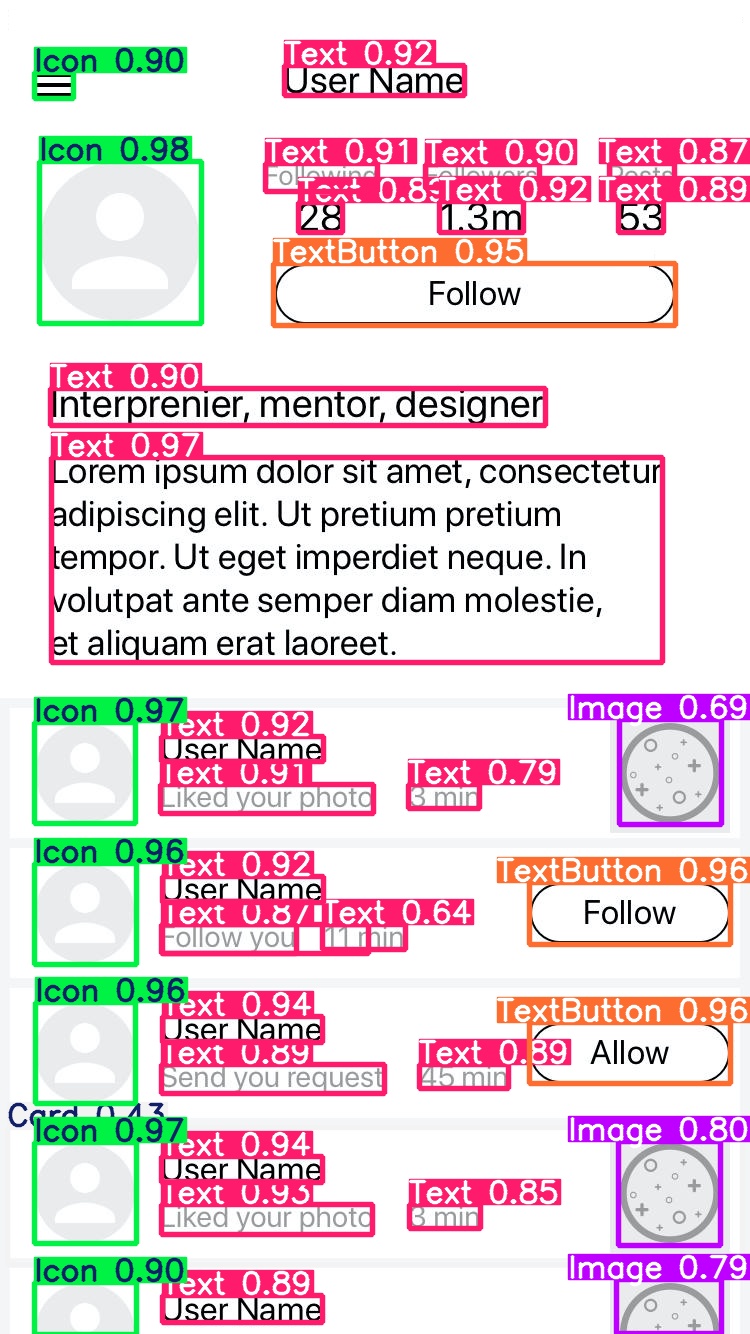 Icon 0.90
Text 0.92
User Name
Icon 0.98
Text 0.91 Text 0.90 Text 0.87
Following Followers Posts
Text 0.89 Text 0.92 Text 0.89
28 1.3m 53
TextButton 0.95
Follow
Text 0.90
Interprenier, mentor, designer
Text 0.97
Lorem ipsum dolor sit amet, consectetur
adipiscing elit. Ut pretium pretium
tempor. Ut eget imperdiet neque. In
volutpat ante semper diam molestie,
et aliquam erat laoreet.
Icon 0.97 Image 0.69
Text 0.92
User Name
Text 0.91 Text 0.79
Liked your photo 3 min
Icon 0.96
Text 0.92 TextButton 0.96
User Name
Text 0.87 Text 0.64
Follow you 11 min Follow
Icon 0.96
Text 0.94 TextButton 0.96
User Name
Text 0.89 Text 0.89 Allow
Send you request 45 min
Card 0.43
Icon 0.97 Image 0.80
Text 0.94
User Name
Text 0.93 Text 0.85
Liked your photo 3 min
Icon 0.90 Image 0.79
Text 0.89
User Name